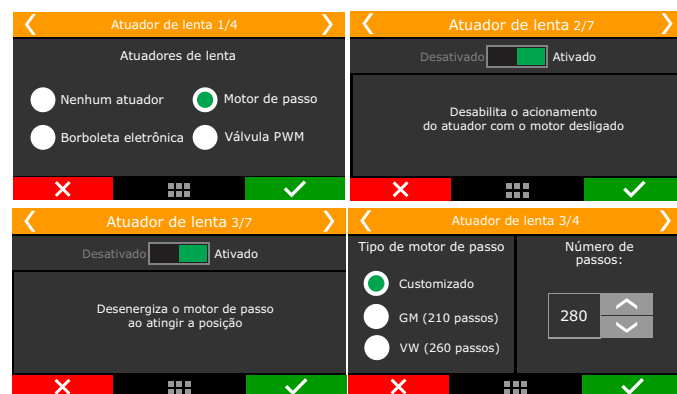 Atuador de lenta 1/4
Atuadores de lenta
Nenhum atuador
Motor de passo
Borboleta eletrônica
Válvula PWM
Atuador de lenta 2/7
Desativado
Ativado
Desabilita o acionamento
do atuador com o motor desligado
Atuador de lenta 3/7
Desativado
Ativado
Desenergiza o motor de passo
ao atingir a posição
Atuador de lenta 3/4
Tipo de motor de passo
Customizado
GM (210 passos)
VW (260 passos)
Número de
passos:
280